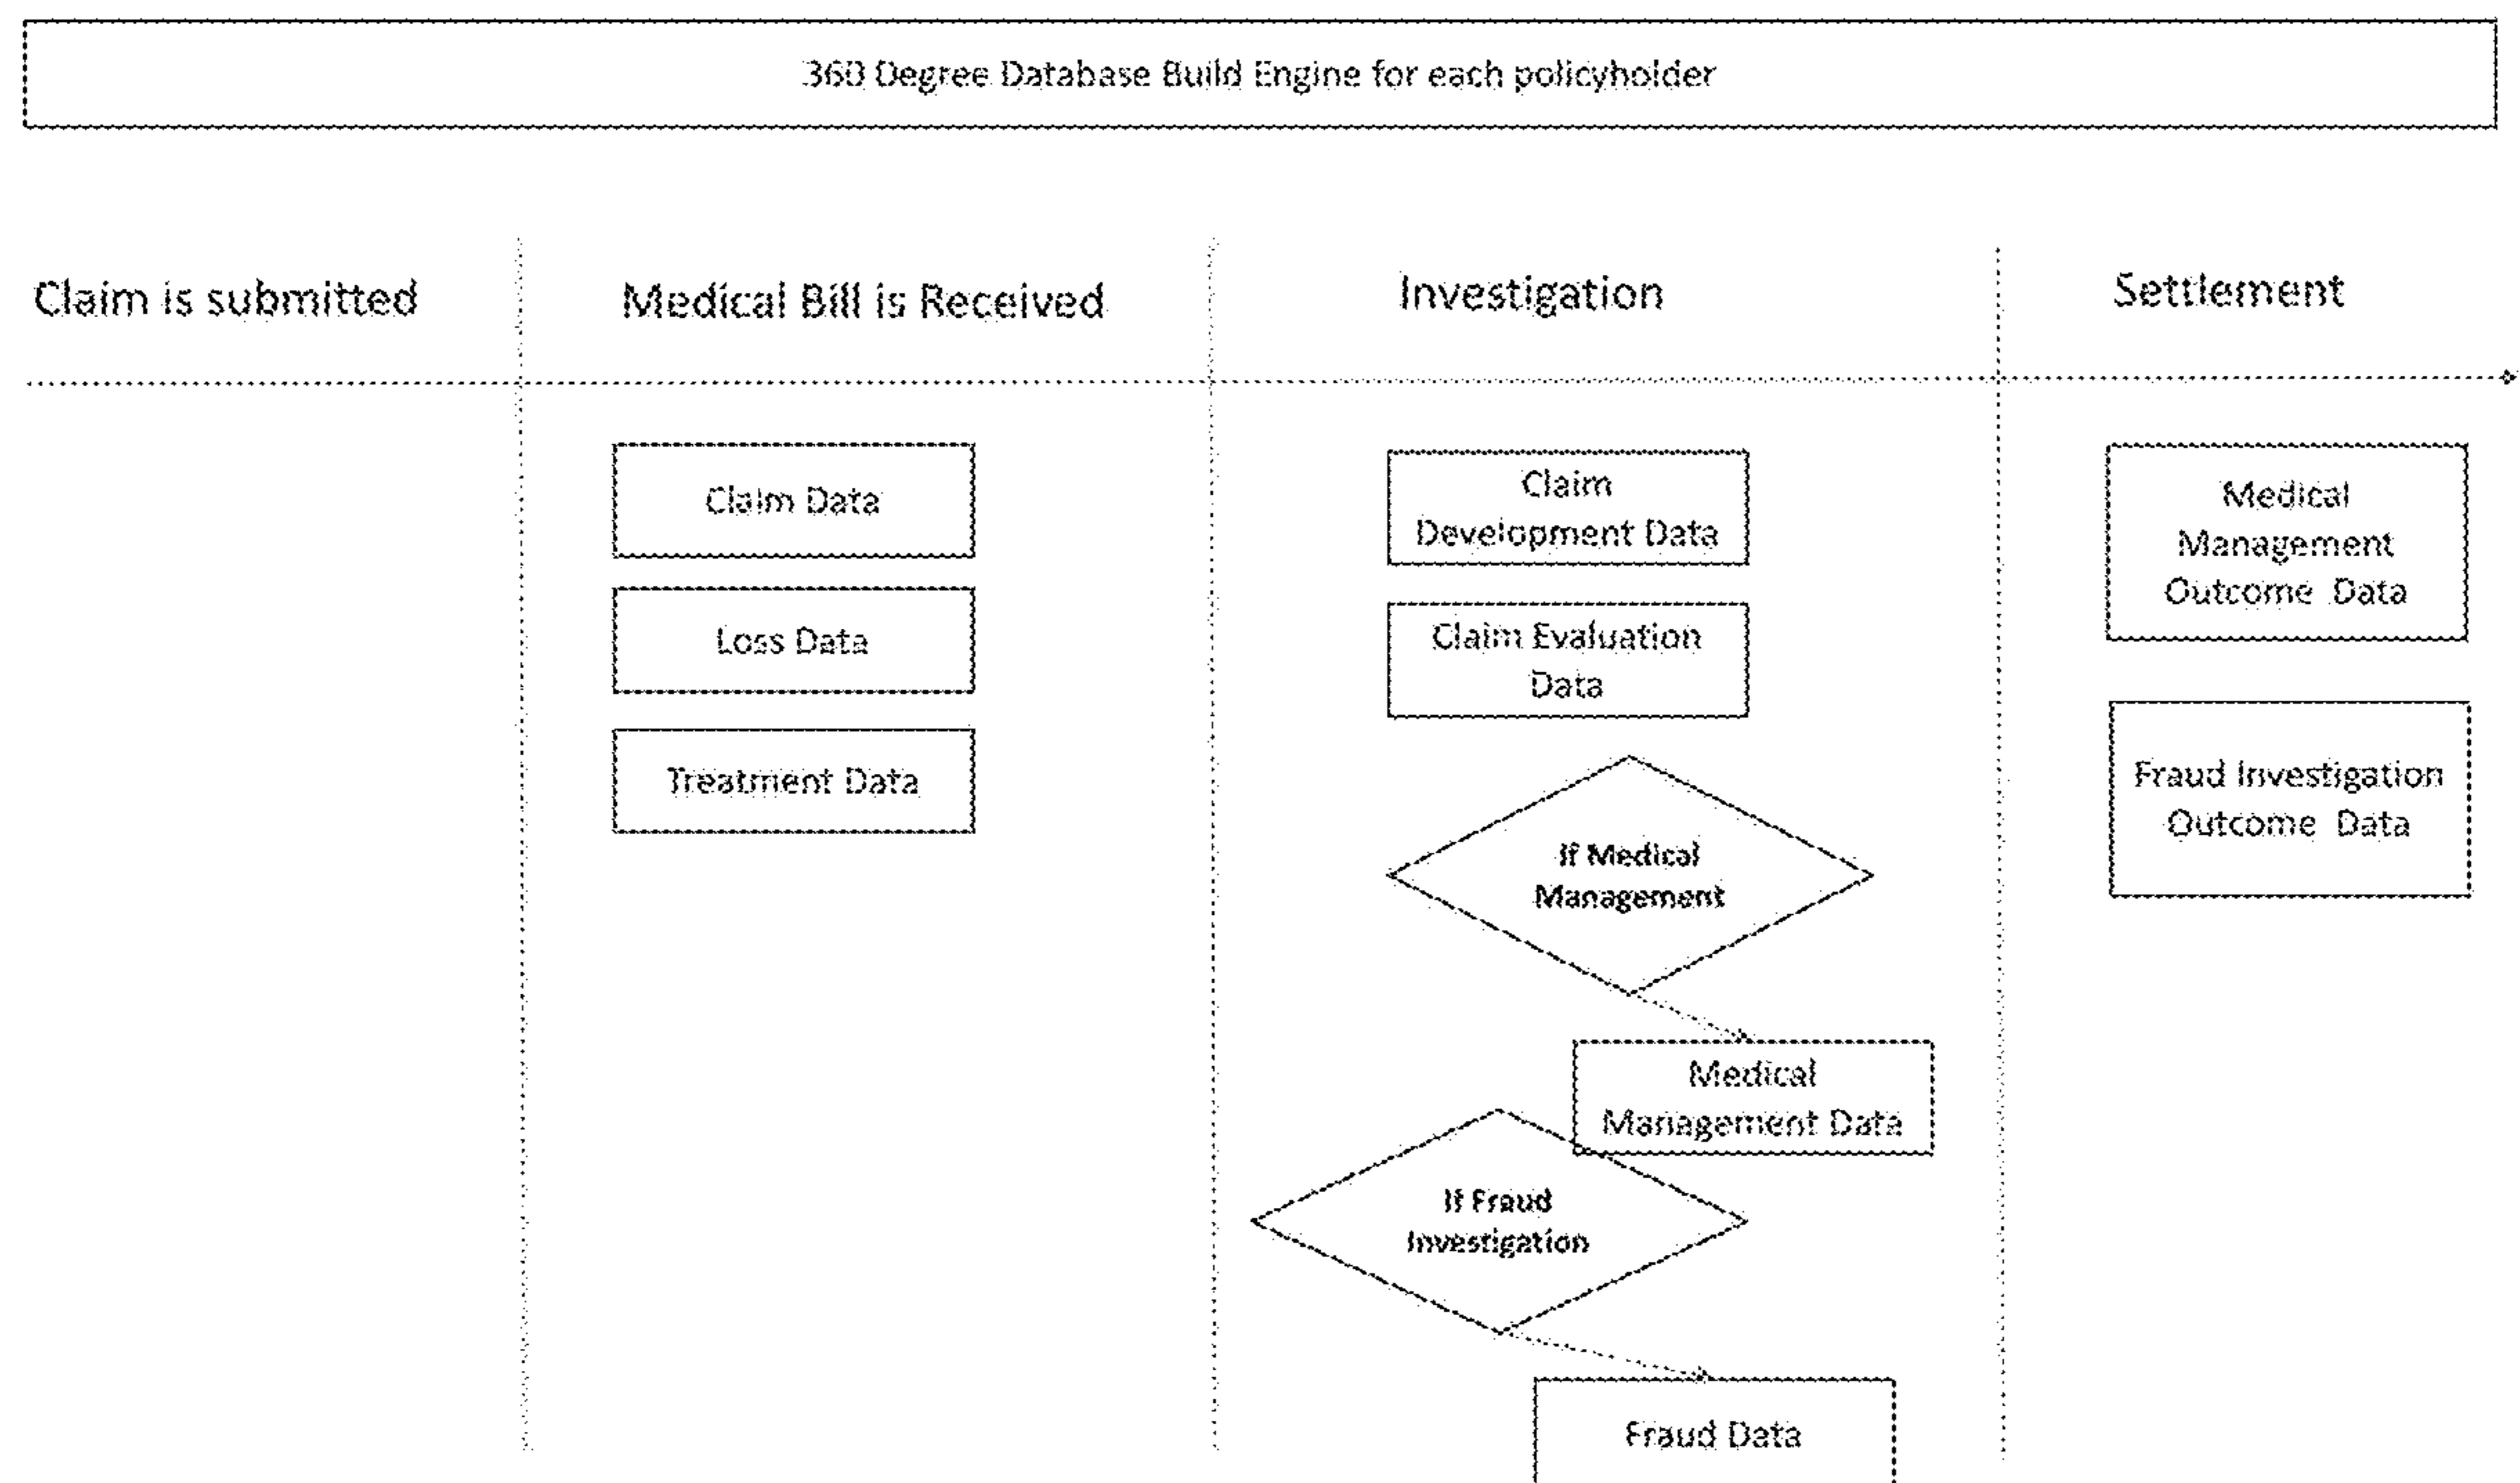 360 Degree Database Build Engine for each policyholder
Claim is submitted
Medical Bill is Received
Investigation
Settlement
Claim Data
Loss Data
Treatment Data
Claim
Development Data
Claim Evaluation
Data
If Medical
Management
Medical
Management Data
If Fraud
Investigation
Fraud Data
Medical
Management
Outcome Data
Fraud Investigation
Outcome Data